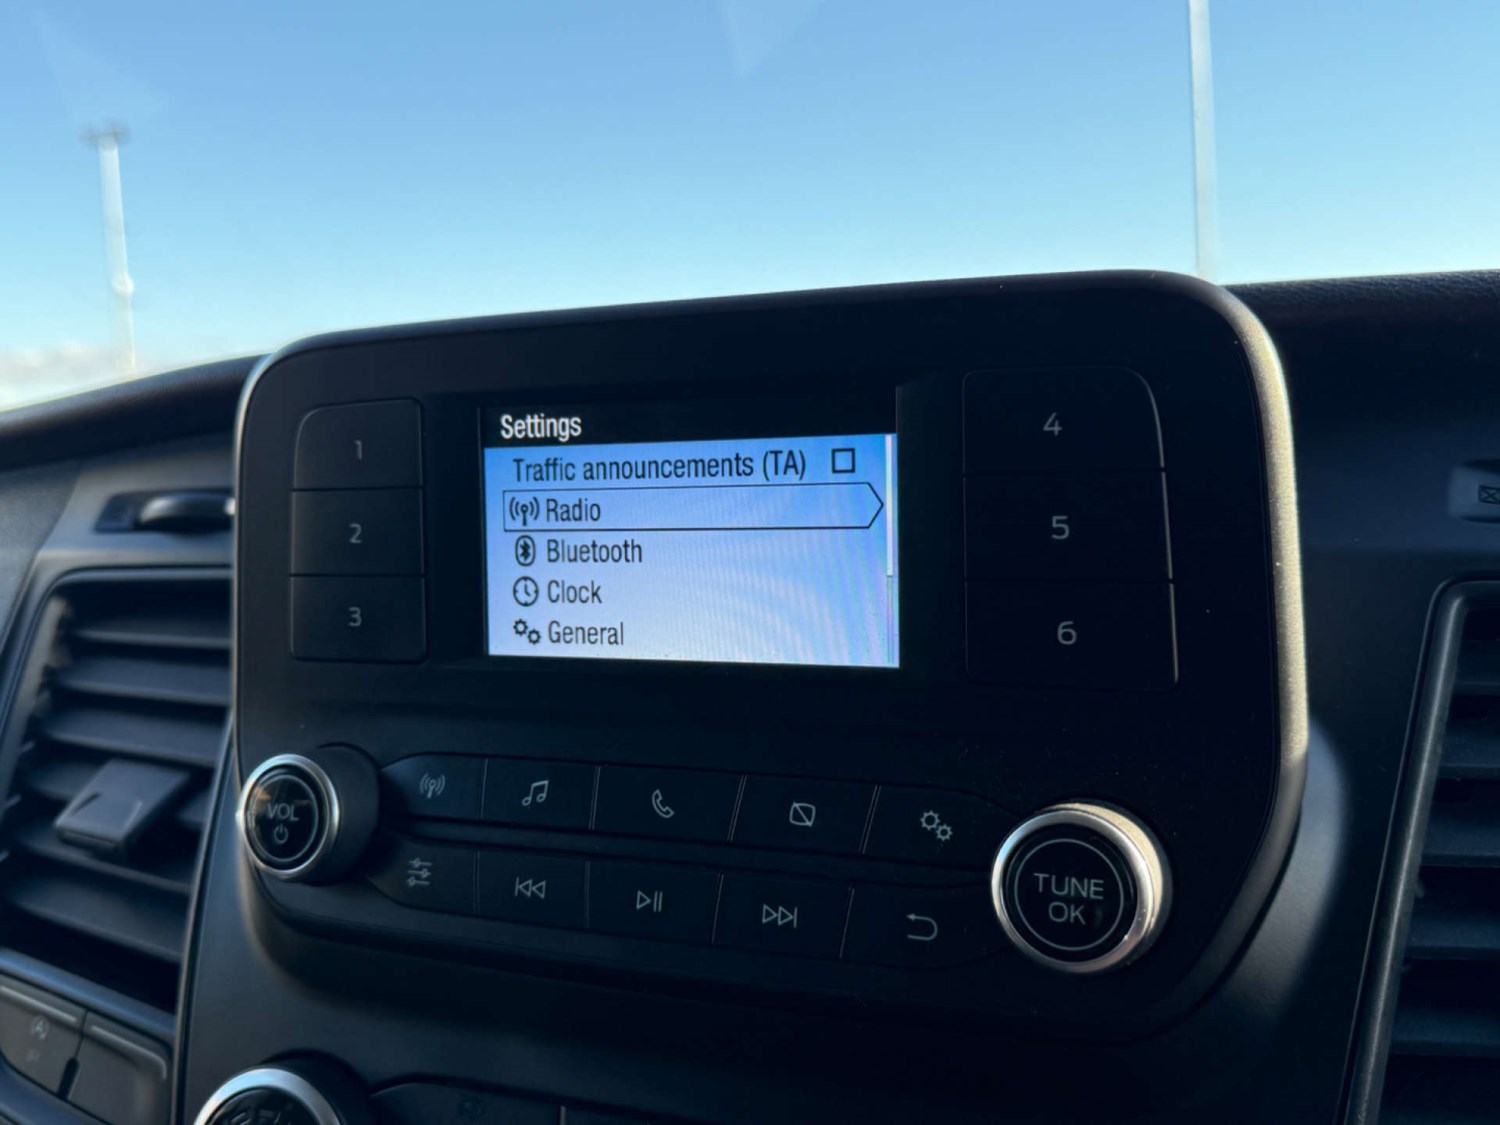 Settings
Traffic announcements (TA)
Radio
Bluetooth
Clock
General
1
2
3
4
5
6
VOL
TUNE
OK